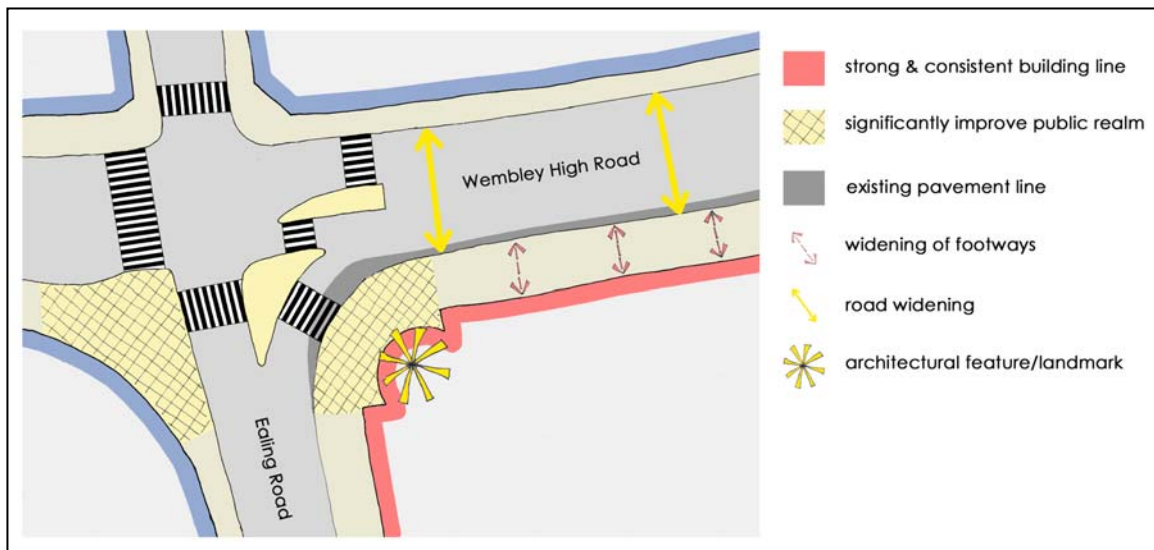 Wembley High Road
Ealing Road
strong & consistent building line
significantly improve public realm
existing pavement line
widening of footways
road widening
architectural feature/landmark